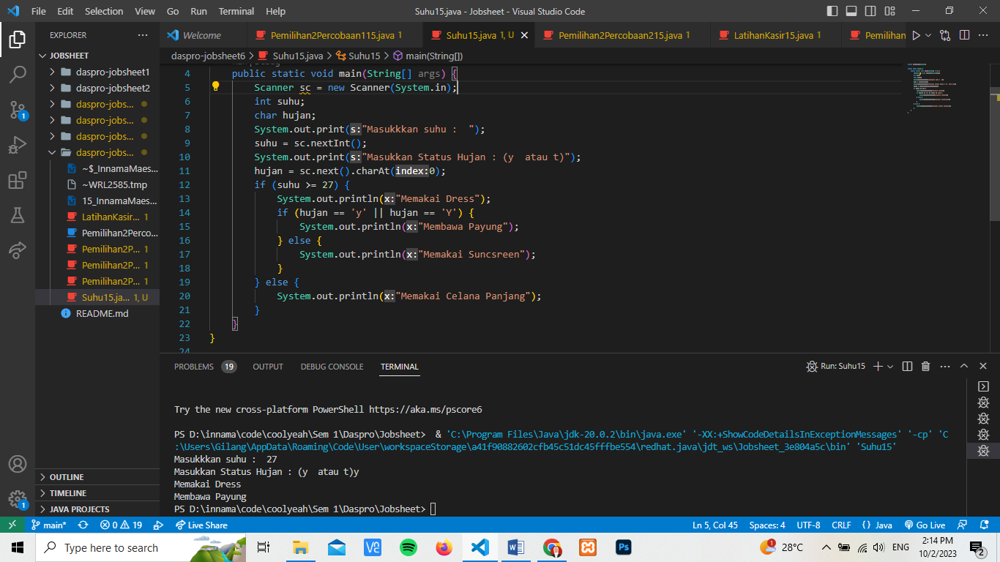 File Edit Selection View Go Run Terminal Help Suhu15.java - Jobsheet - Visual Studio Code
EXPLORER
Welcome Pemilihan2Percobaan115.java 1 Suhu15.java 1, U Pemilihan2Percobaan215.java 1 LatihanKasir15.java 1 Pemilihan
daspro-jobsheet6 > Suhu15.java > Suhu15 > main(String[])
JOBSHEET
daspro-jobsheet1
daspro-jobsheet2
daspro-jobs...
daspro-jobs...
daspro-jobs...
daspro-jobs...
~$_InnamaMaes...
~WRL2585.tmp
15_InnamaMaes...
LatihanKasir... 1
Pemilihan2Perco...
Pemilihan2P... 1
Pemilihan2P... 1
Pemilihan2P... 1
Suhu15.ja... 1, U
README.md
OUTLINE
TIMELINE
JAVA PROJECTS
4 public static void main(String[] args) {
5 Scanner sc = new Scanner(System.in);
6 int suhu;
7 char hujan;
8 System.out.print(s:"Masukkkan suhu :  ");
9 suhu = sc.nextInt();
10 System.out.print(s:"Masukkan Status Hujan : (y  atau t)");
11 hujan = sc.next().charAt(index:0);
12 if (suhu >= 27) {
13 System.out.println(x:"Memakai Dress");
14 if (hujan == 'y' || hujan == 'Y') {
15 System.out.println(x:"Membawa Payung");
16 } else {
17 System.out.println(x:"Memakai Suncsreen");
18 }
19 } else {
20 System.out.println(x:"Memakai Celana Panjang");
21 }
22 }
23 }
24
PROBLEMS 19 OUTPUT DEBUG CONSOLE TERMINAL Run: Suhu15
Try the new cross-platform PowerShell https://aka.ms/pscore6
PS D:\innama\code\coolyeah\Sem 1\Daspro\Jobsheet>  & 'C:\Program Files\Java\jdk-20.0.2\bin\java.exe' '-XX:+ShowCodeDetailsInExceptionMessages' '-cp' 'C
:\Users\Gilang\AppData\Roaming\Code\User\workspaceStorage\a41f90882602cfb45c51dc45fffbe554\redhat.java\jdt_ws\Jobsheet_3e804a5c\bin' 'Suhu15'
Masukkkan suhu :  27
Masukkan Status Hujan : (y  atau t)y
Memakai Dress
Membawa Payung
PS D:\innama\code\coolyeah\Sem 1\Daspro\Jobsheet>
main* 0 19 Live Share Ln 5, Col 45 Spaces: 4 UTF-8 CRLF {} Java Go Live
Type here to search 28°C ENG 2:14 PM
10/2/2023